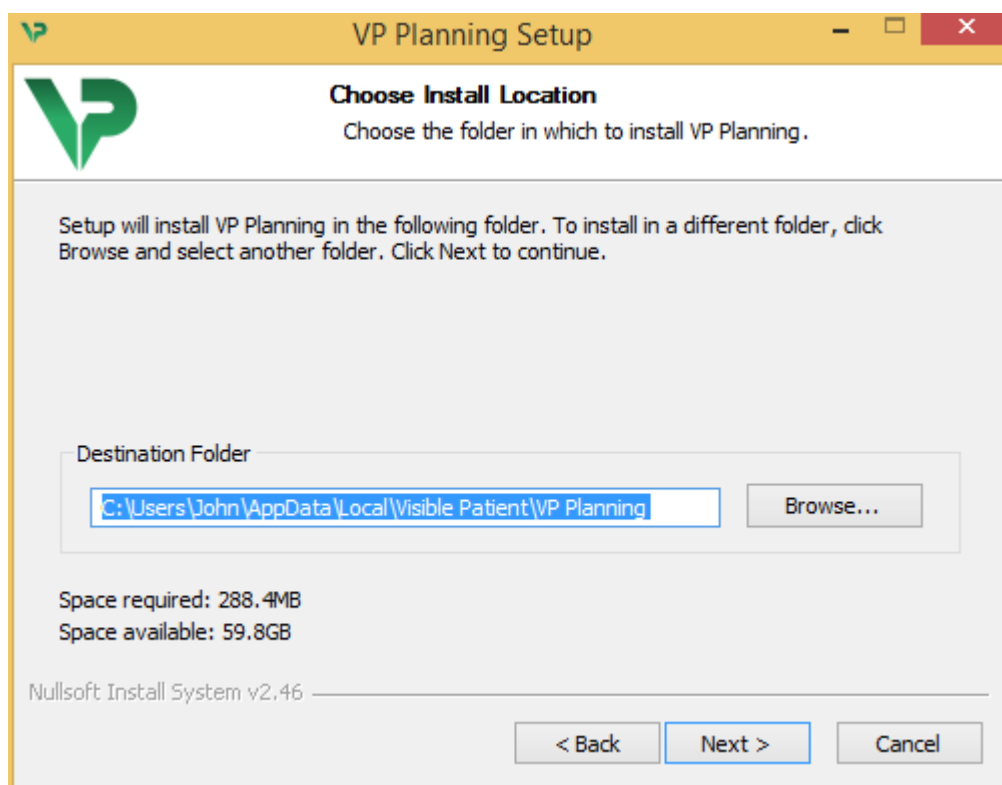 VP Planning Setup
Choose Install Location
Choose the folder in which to install VP Planning.
Setup will install VP Planning in the following folder. To install in a different folder, click
Browse and select another folder. Click Next to continue.
Destination Folder
C:\Users\John\AppData\Local\Visible Patient\VP Planning
Browse...
Space required: 288.4MB
Space available: 59.8GB
Nullsoft Install System v2.46
< Back
Next >
Cancel